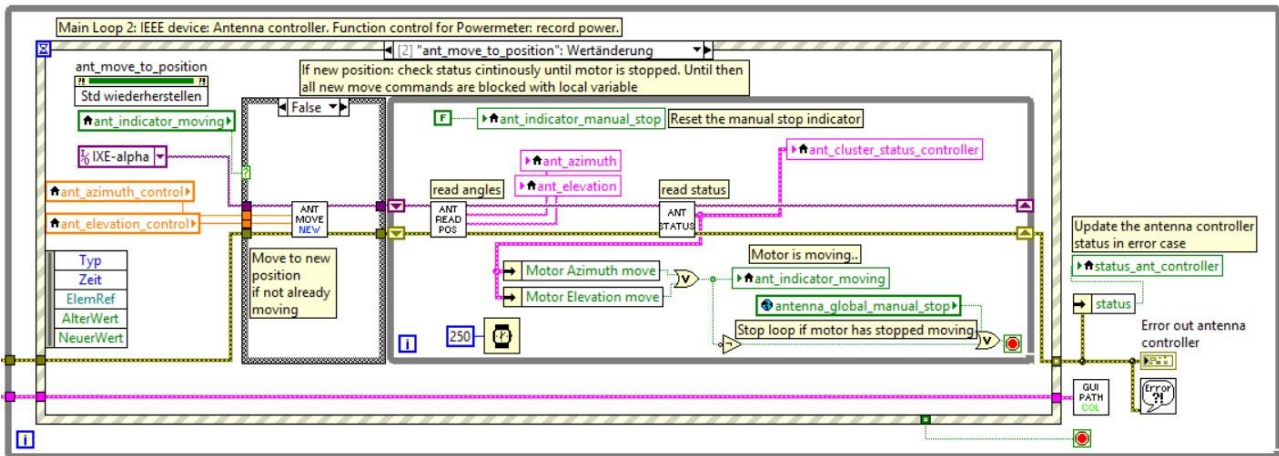 Main Loop 2: IEEE device: Antenna controller. Function control for Powermeter: record power.
[2] "ant_move_to_position": Wertänderung
ant_move_to_position
Std wiederherstellen
If new position: check status cintinously until motor is stopped. Until then
all new move commands are blocked with local variable
ant_indicator_moving
False
F
ant_indicator_manual_stop
Reset the manual stop indicator
IXE-alpha
ant_cluster_status_controller
ant_azimuth
ant_elevation
ant_azimuth_control
ant_elevation_control
read angles
read status
ANT
MOVE
NEW
ANT
READ
POS
ANT
STATUS
Typ
Zeit
ElemRef
AlterWert
NeuerWert
Move to new
position
if not already
moving
Motor is moving..
Motor Azimuth move
Motor Elevation move
ant_indicator_moving
antenna_global_manual_stop
Stop loop if motor has stopped moving
250
i
Update the antenna controller
status in error case
status_ant_controller
status
Error out antenna
controller
GUI
PATH
COL
Error
?!
i